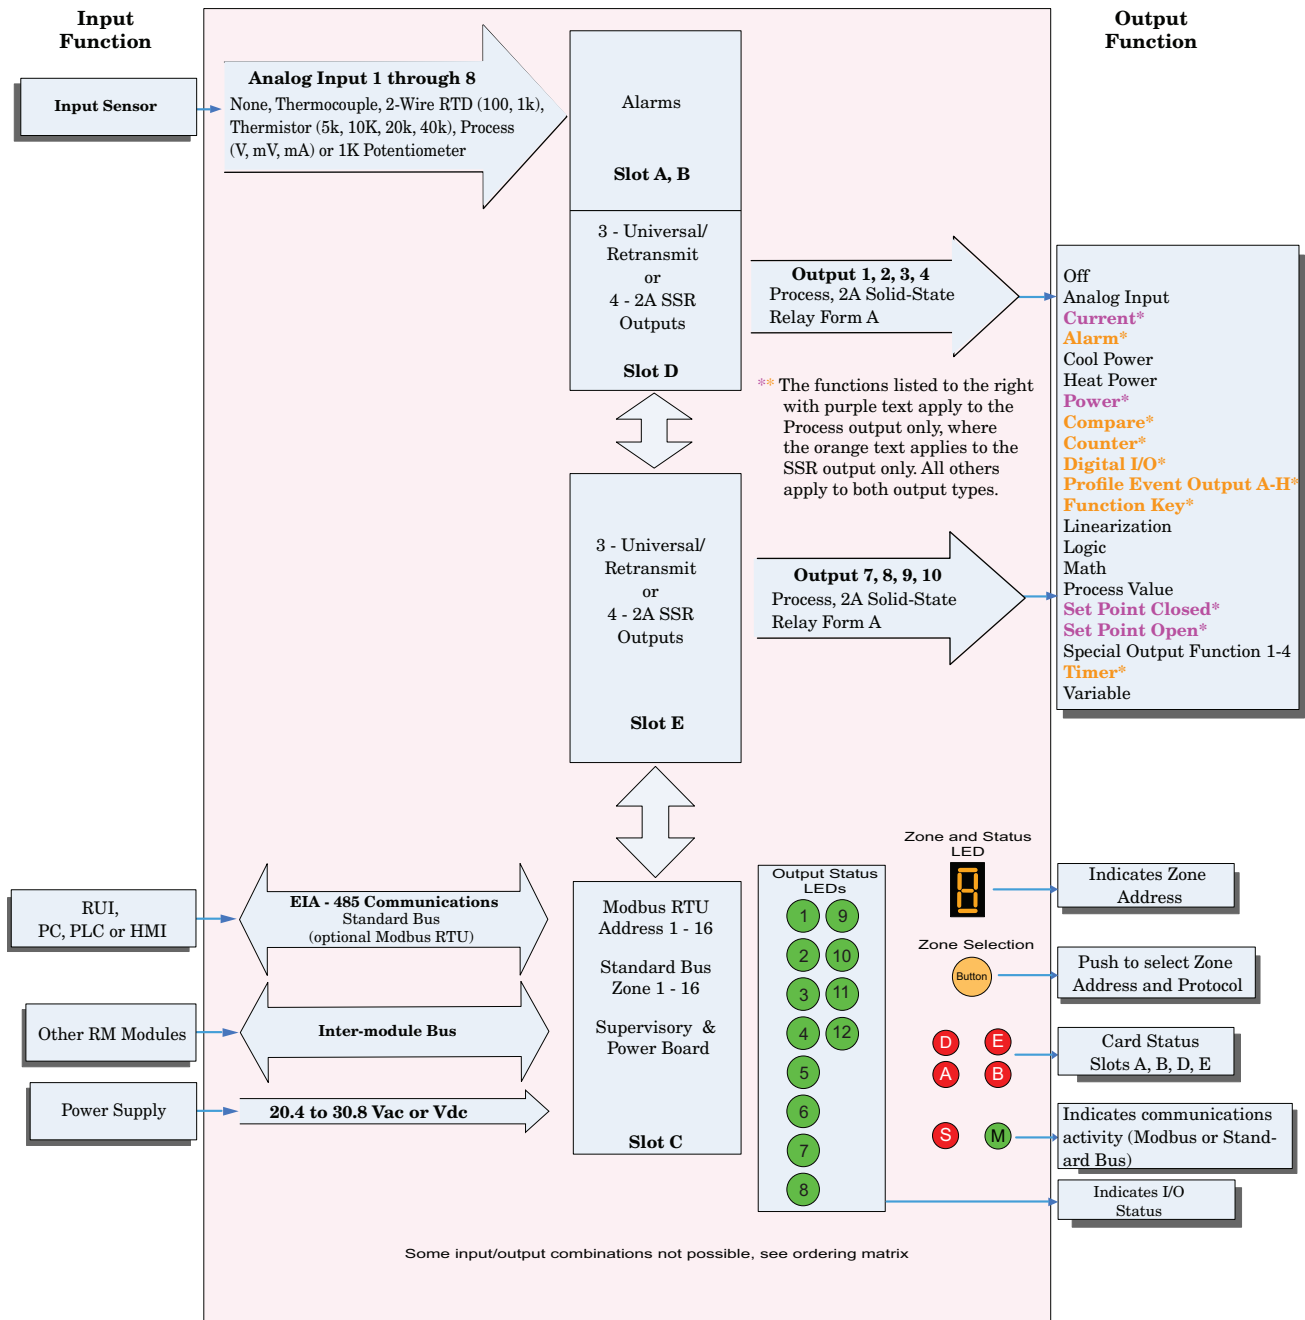 Input
Function
Output
Function
Input Sensor
Analog Input 1 through 8
None, Thermocouple, 2-Wire RTD (100, 1k),
Thermistor (5k, 10K, 20k, 40k), Process
(V, mV, mA) or 1K Potentiometer
Alarms
Slot A, B
3 - Universal/
Retransmit
or
4 - 2A SSR
Outputs
Slot D
Output 1, 2, 3, 4
Process, 2A Solid-State
Relay Form A
** The functions listed to the right
with purple text apply to the
Process output only, where
the orange text applies to the
SSR output only. All others
apply to both output types.
Off
Analog Input
Current*
Alarm*
Cool Power
Heat Power
Power*
Compare*
Counter*
Digital I/O*
Profile Event Output A-H*
Function Key*
Linearization
Logic
Math
Process Value
Set Point Closed*
Set Point Open*
Special Output Function 1-4
Timer*
Variable
3 - Universal/
Retransmit
or
4 - 2A SSR
Outputs
Slot E
Output 7, 8, 9, 10
Process, 2A Solid-State
Relay Form A
RUI,
PC, PLC or HMI
EIA - 485 Communications
Standard Bus
(optional Modbus RTU)
Other RM Modules
Inter-module Bus
Power Supply
20.4 to 30.8 Vac or Vdc
Modbus RTU
Address 1 - 16
Standard Bus
Zone 1 - 16
Supervisory &
Power Board
Slot C
Output Status
LEDs
1 9
2 10
3 11
4 12
5
6
7
8
Zone and Status
LED
8
Indicates Zone
Address
Zone Selection
Button
Push to select Zone
Address and Protocol
D E
A B
Card Status
Slots A, B, D, E
S M
Indicates communications
activity (Modbus or Stand-
ard Bus)
Indicates I/O
Status
Some input/output combinations not possible, see ordering matrix